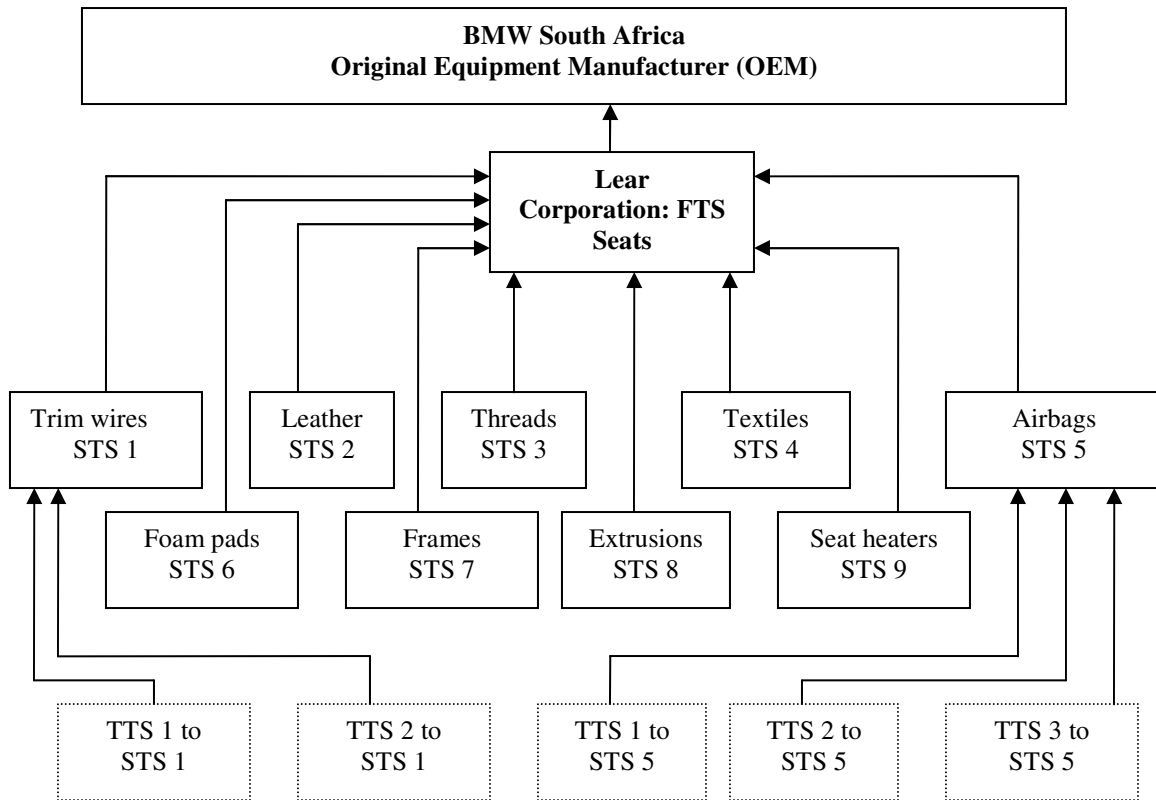 BMW South Africa
Original Equipment Manufacturer (OEM)
Lear
Corporation: FTS
Seats
Trim wires
STS 1
Leather
STS 2
Threads
STS 3
Textiles
STS 4
Airbags
STS 5
Foam pads
STS 6
Frames
STS 7
Extrusions
STS 8
Seat heaters
STS 9
TTS 1 to
STS 1
TTS 2 to
STS 1
TTS 1 to
STS 5
TTS 2 to
STS 5
TTS 3 to
STS 5